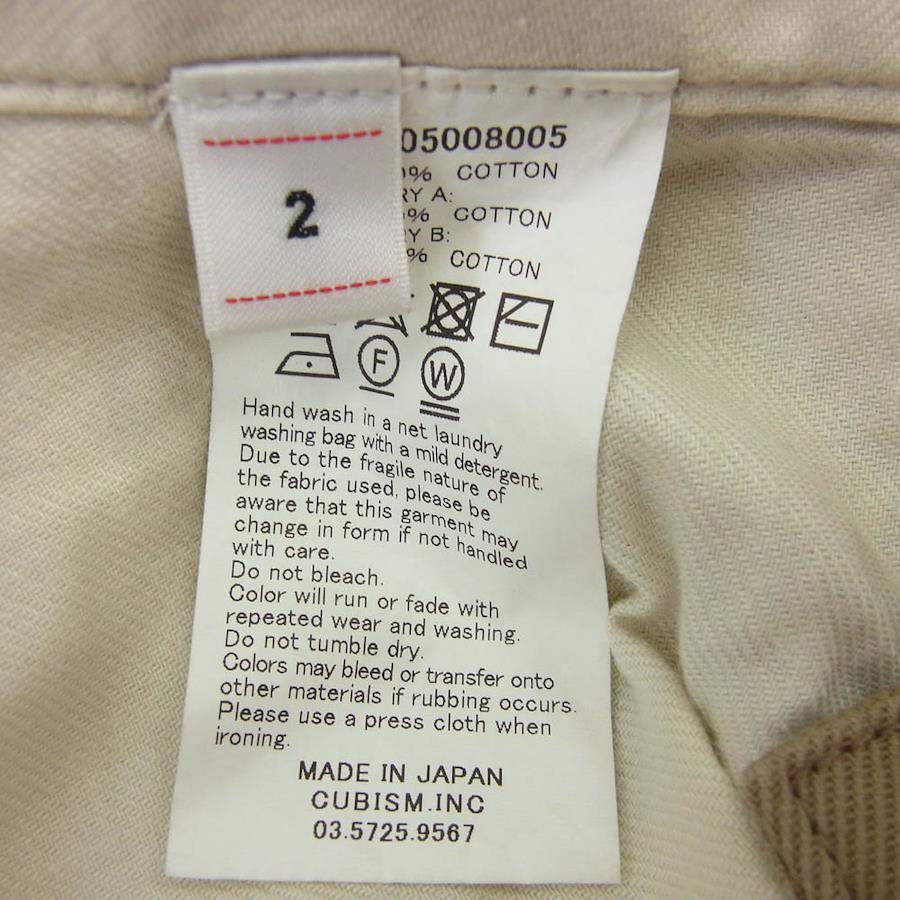 2
05008005
% COTTON
RY A:
% COTTON
Y B:
% COTTON
F
W
Hand wash in a net laundry
washing bag with a mild detergent.
Due to the fragile nature of
the fabric used, please be
aware that this garment may
change in form if not handled
with care.
Do not bleach.
Color will run or fade with
repeated wear and washing.
Do not tumble dry.
Colors may bleed or transfer onto
other materials if rubbing occurs.
Please use a press cloth when
ironing.
MADE IN JAPAN
CUBISM.INC
03.5725.9567